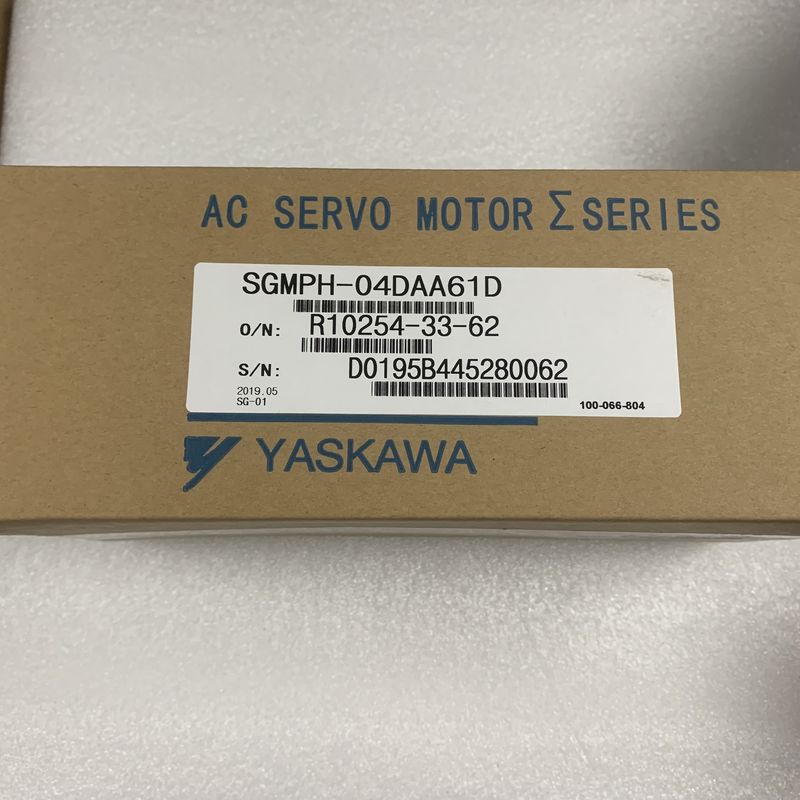 AC SERVO MOTOR Σ SERIES
SGMPH-04DAA61D
O/N: R10254-33-62
S/N: D0195B445280062
2019.05
SG-01
100-066-804
YASKAWA